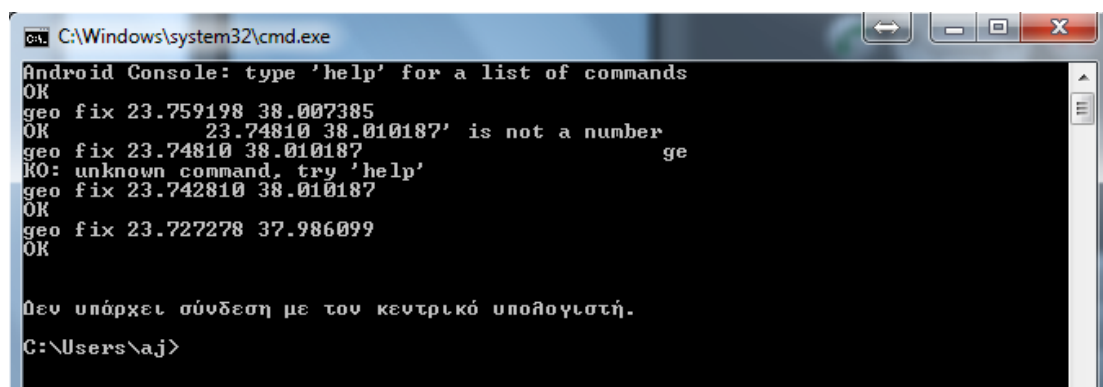 C:\Windows\system32\cmd.exe
Android Console: type 'help' for a list of commands
OK
geo fix 23.759198 38.007385
OK 23.74810 38.010187' is not a number
geo fix 23.74810 38.010187 ge
KO: unknown command, try 'help'
geo fix 23.742810 38.010187
OK
geo fix 23.727278 37.986099
OK
Δεν υπάρχει σύνδεση με τον κεντρικό υπολογιστή.
C:\Users\aj>